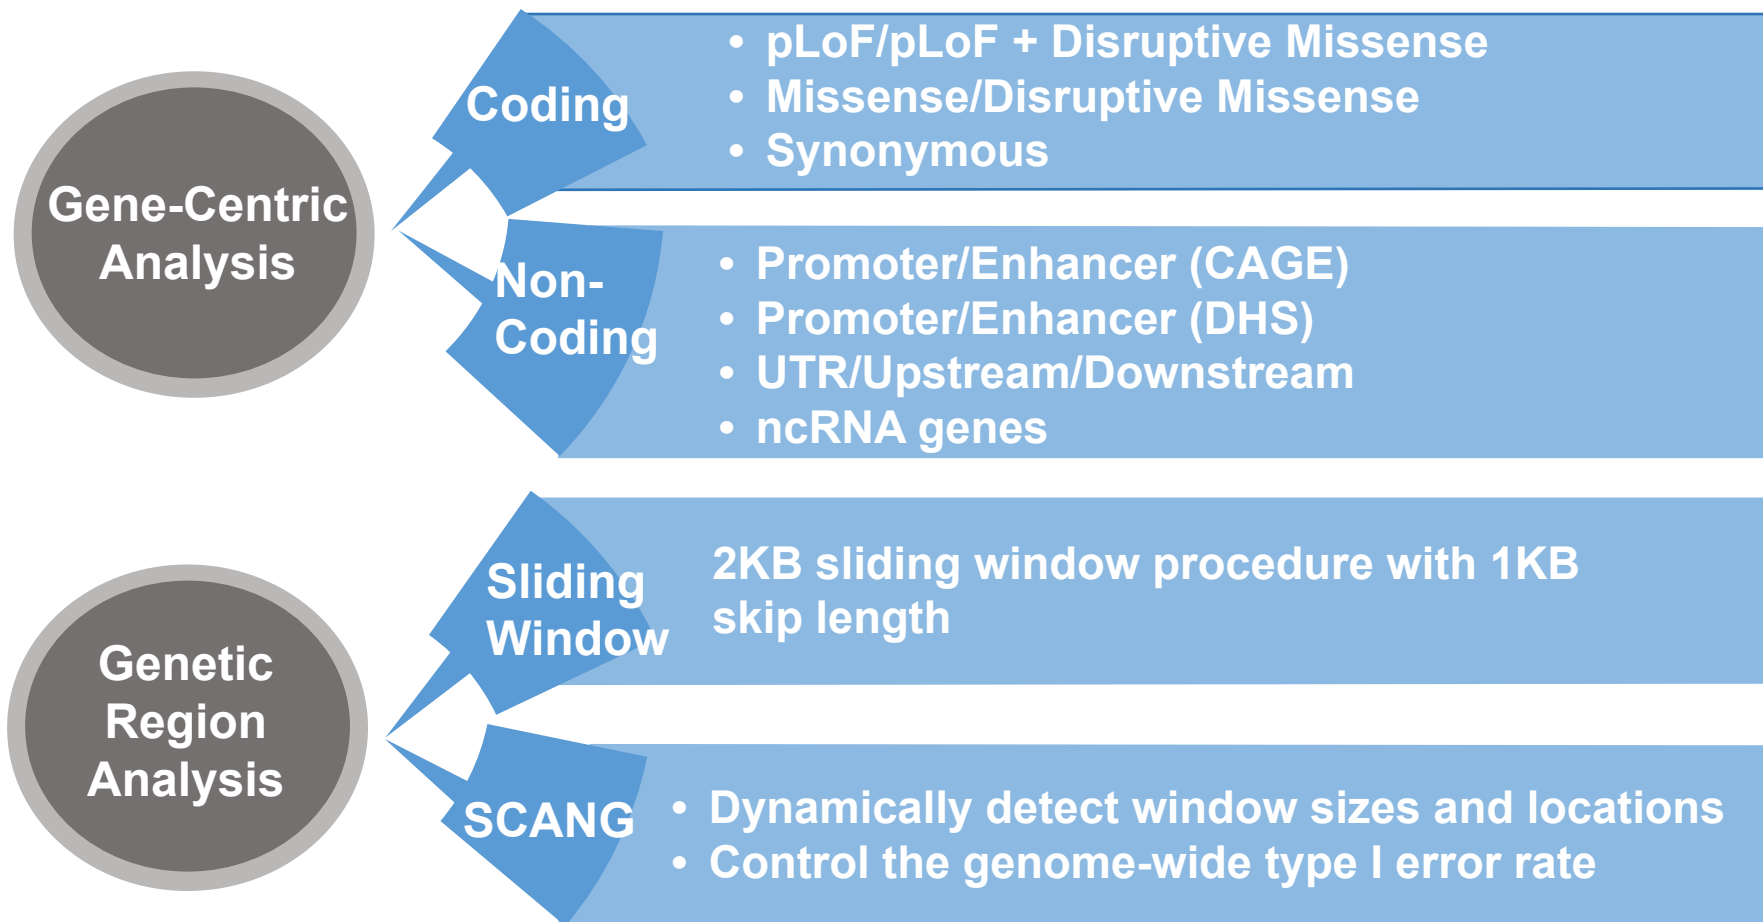 Gene-Centric
Analysis
Coding
• pLoF/pLoF + Disruptive Missense
• Missense/Disruptive Missense
• Synonymous
Non-
Coding
• Promoter/Enhancer (CAGE)
• Promoter/Enhancer (DHS)
• UTR/Upstream/Downstream
• ncRNA genes
Genetic
Region
Analysis
Sliding
Window
2KB sliding window procedure with 1KB
skip length
SCANG
• Dynamically detect window sizes and locations
• Control the genome-wide type I error rate